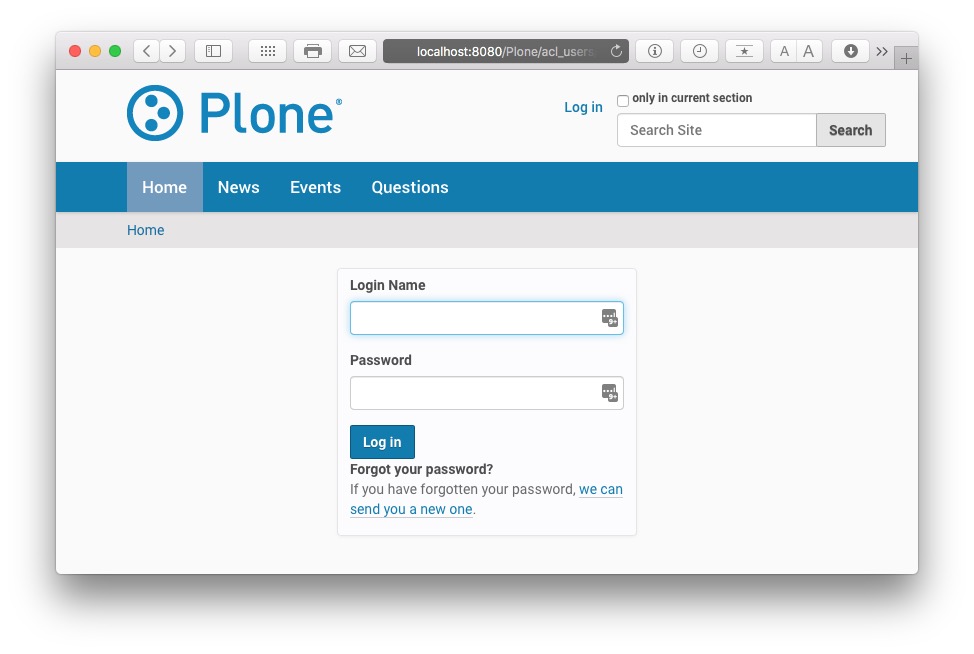 localhost:8080/Plone/acl_users
A A
Plone®
Log in
only in current section
Search Site
Search
Home
News
Events
Questions
Home
Login Name
9+
Password
9+
Log in
Forgot your password?
If you have forgotten your password, we can
send you a new one.